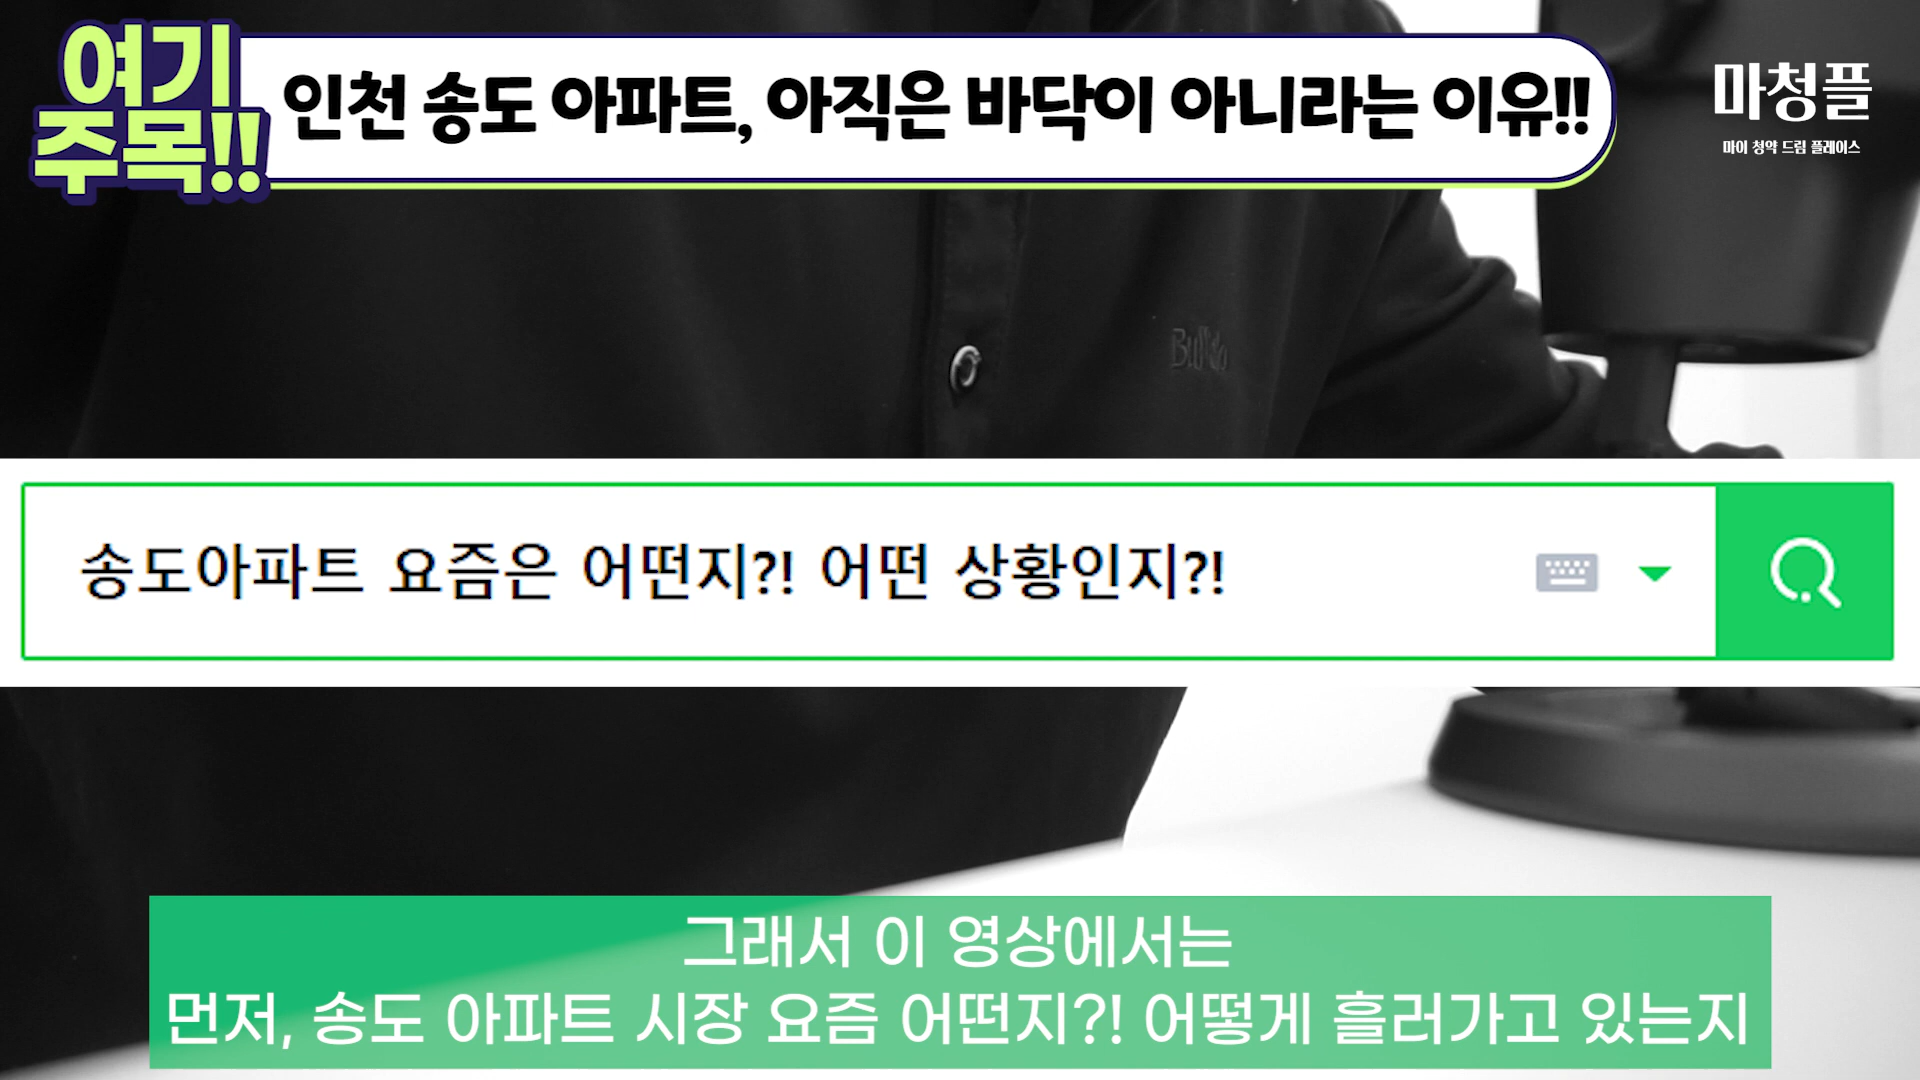 여기
주목!!
인천 송도 아파트, 아직은 바닥이 아니라는 이유!!
마청플
마이 청약 드림 플레이스
송도아파트 요즘은 어떤지?! 어떤 상황인지?!
그래서 이 영상에서는
먼저, 송도 아파트 시장 요즘 어떤지?! 어떻게 흘러가고 있는지